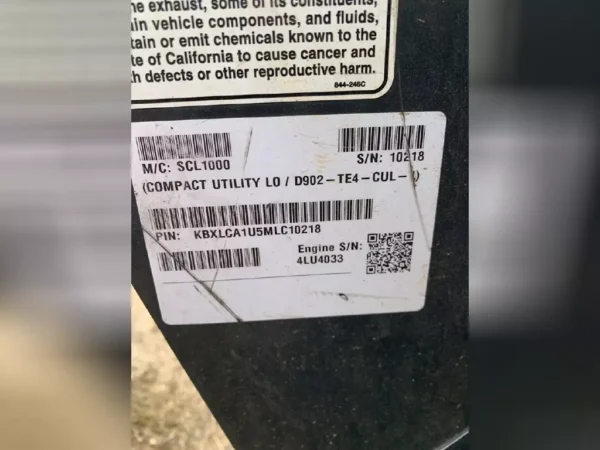 he exhaust, some of its constituents,
in vehicle components, and fluids,
tain or emit chemicals known to the
te of California to cause cancer and
h defects or other reproductive harm.
844-246C
M/C: SCL1000
S/N: 10218
(COMPACT UTILITY LO / D902-TE4-CUL-
PIN: KBXLCA1U5MLC10218
Engine S/N:
4LU4033